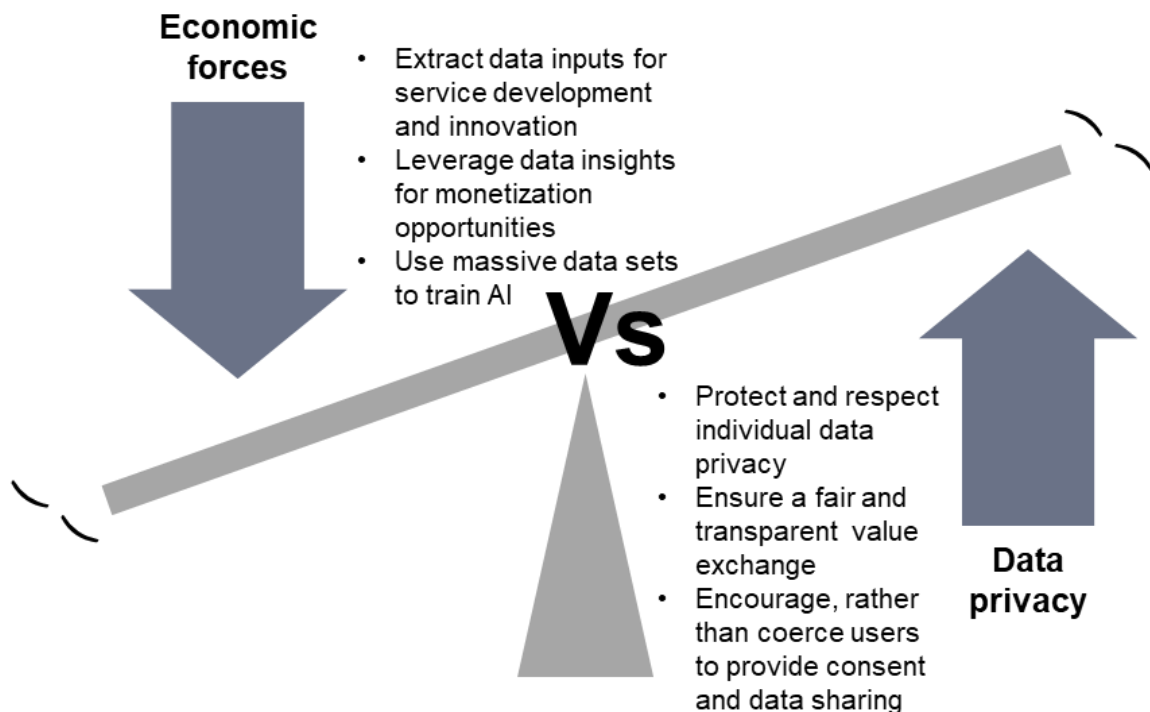 Economic
forces
• Extract data inputs for
service development
and innovation
• Leverage data insights
for monetization
opportunities
• Use massive data sets
to train AI
Vs
• Protect and respect
individual data
privacy
• Ensure a fair and
transparent value
exchange
• Encourage, rather
than coerce users
to provide consent
and data sharing
Data
privacy